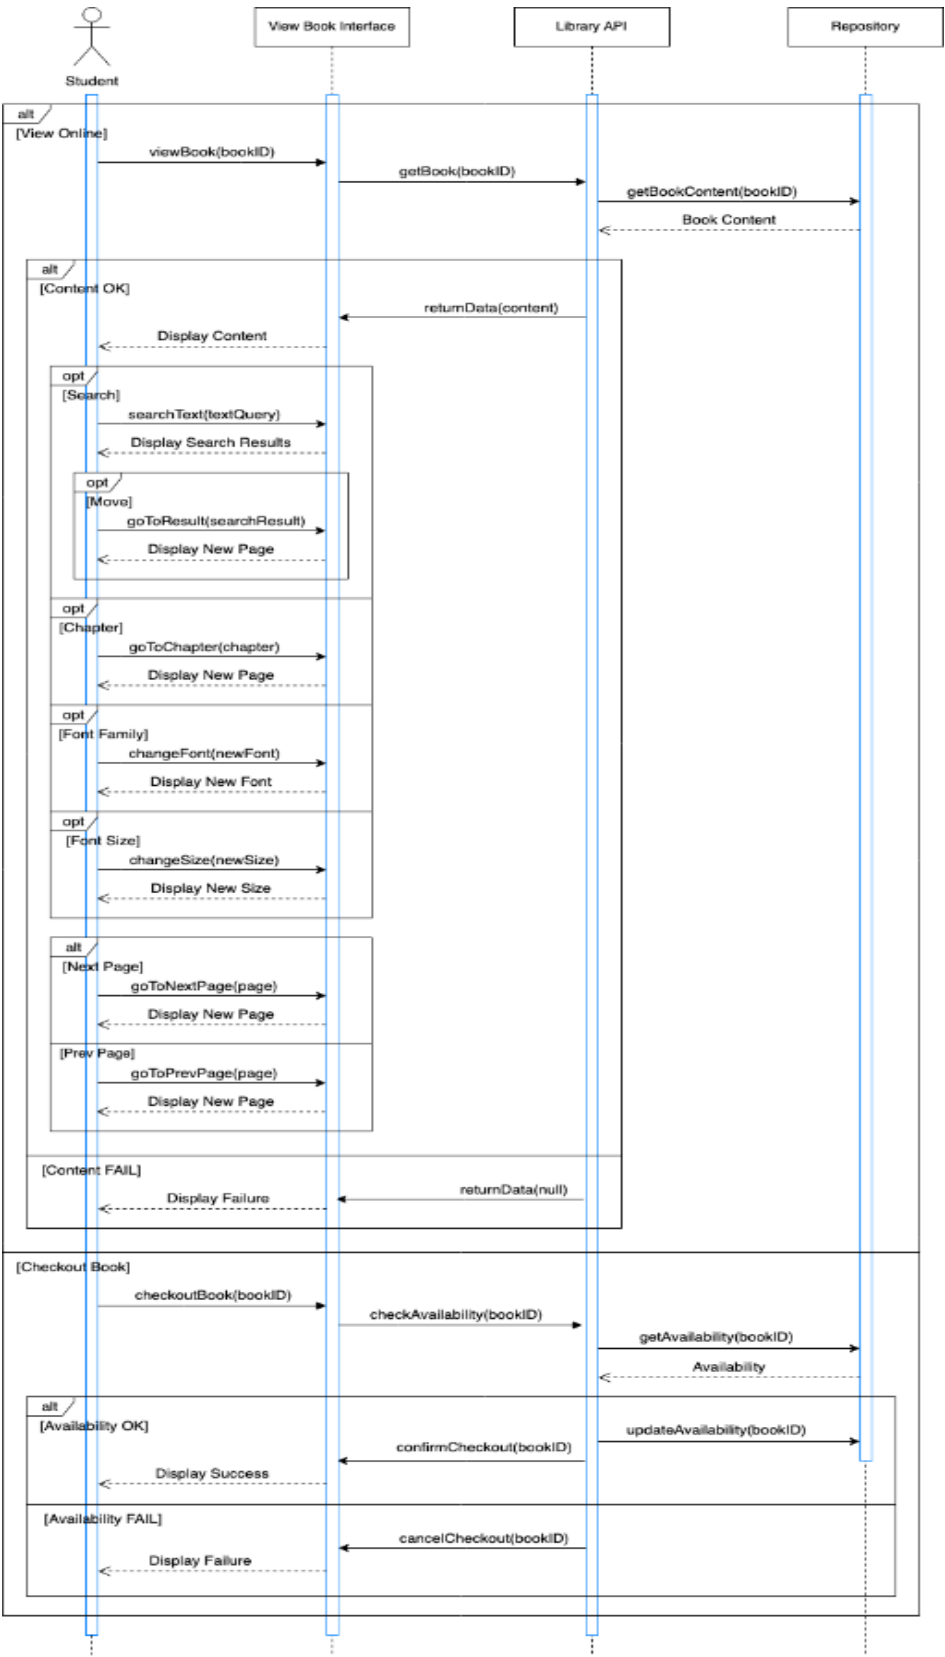 View Book Interface
Library API
Repository
Student
alt
[View Online]
viewBook(bookID)
getBook(bookID)
getBookContent(bookID)
Book Content
alt
[Content OK]
returnData(content)
Display Content
opt
[Search]
searchText(textQuery)
Display Search Results
opt
[Move]
goToResult(searchResult)
Display New Page
opt
[Chapter]
goToChapter(chapter)
Display New Page
opt
[Font Family]
changeFont(newFont)
Display New Font
opt
[Font Size]
changeSize(newSize)
Display New Size
alt
[Next Page]
goToNextPage(page)
Display New Page
[Prev Page]
goToPrevPage(page)
Display New Page
[Content FAIL]
returnData(null)
Display Failure
[Checkout Book]
checkoutBook(bookID)
checkAvailability(bookID)
getAvailability(bookID)
Availability
alt
[Availability OK]
updateAvailability(bookID)
confirmCheckout(bookID)
Display Success
[Availability FAIL]
cancelCheckout(bookID)
Display Failure